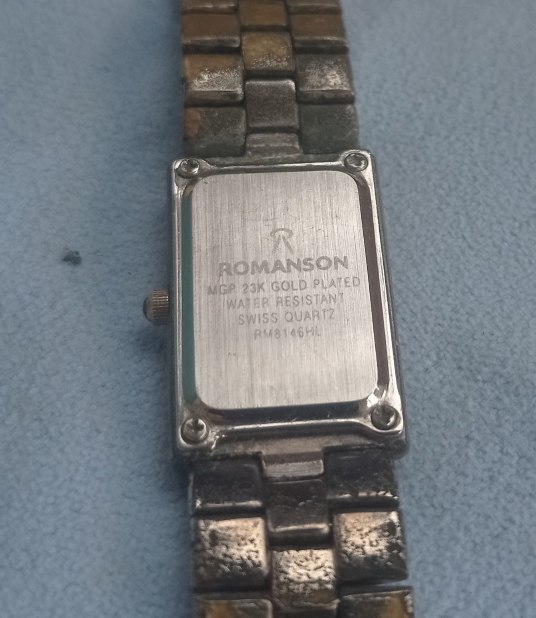 ROMANSON
MGP 23K GOLD PLATED
WATER RESISTANT
SWISS QUARTZ
RM8146HL